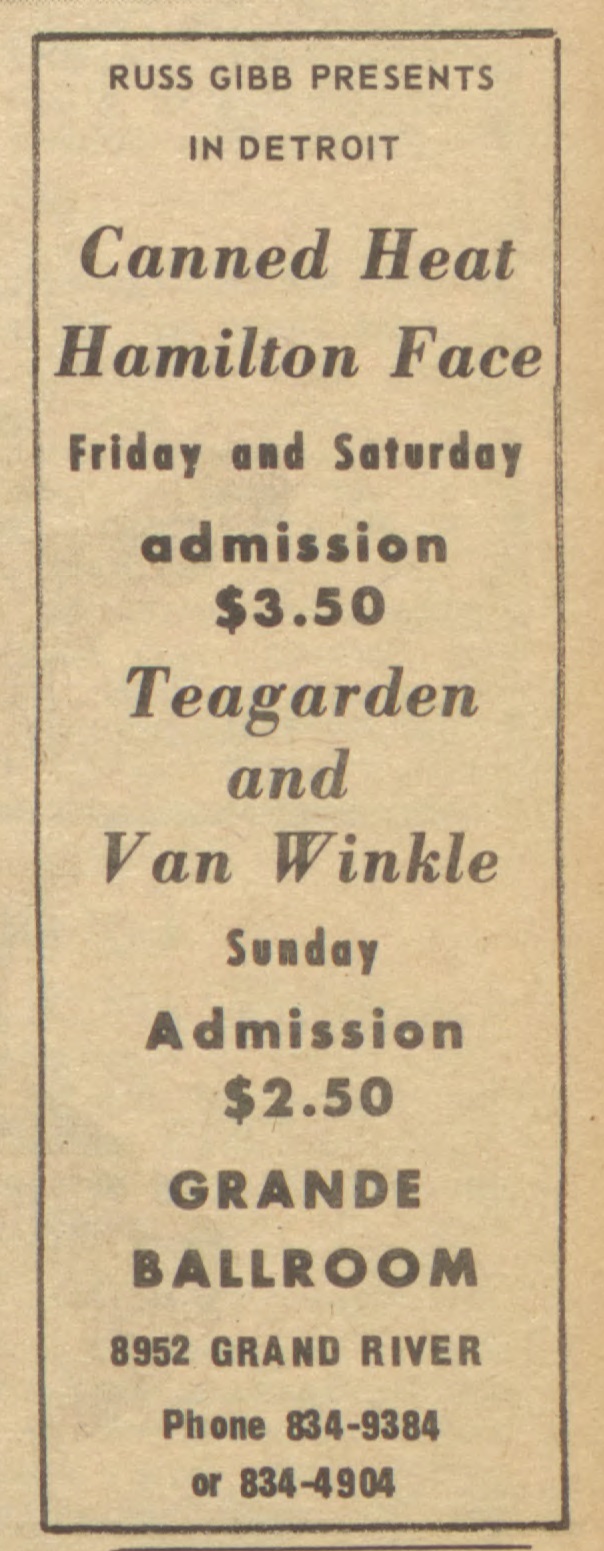 RUSS GIBB PRESENTS
IN DETROIT
Canned Heat
Hamilton Face
Friday and Saturday
admission
$3.50
Teagarden
and
Van Winkle
Sunday
Admission
$2.50
GRANDE
BALLROOM
8952 GRAND RIVER
Phone 834-9384
or 834-4904